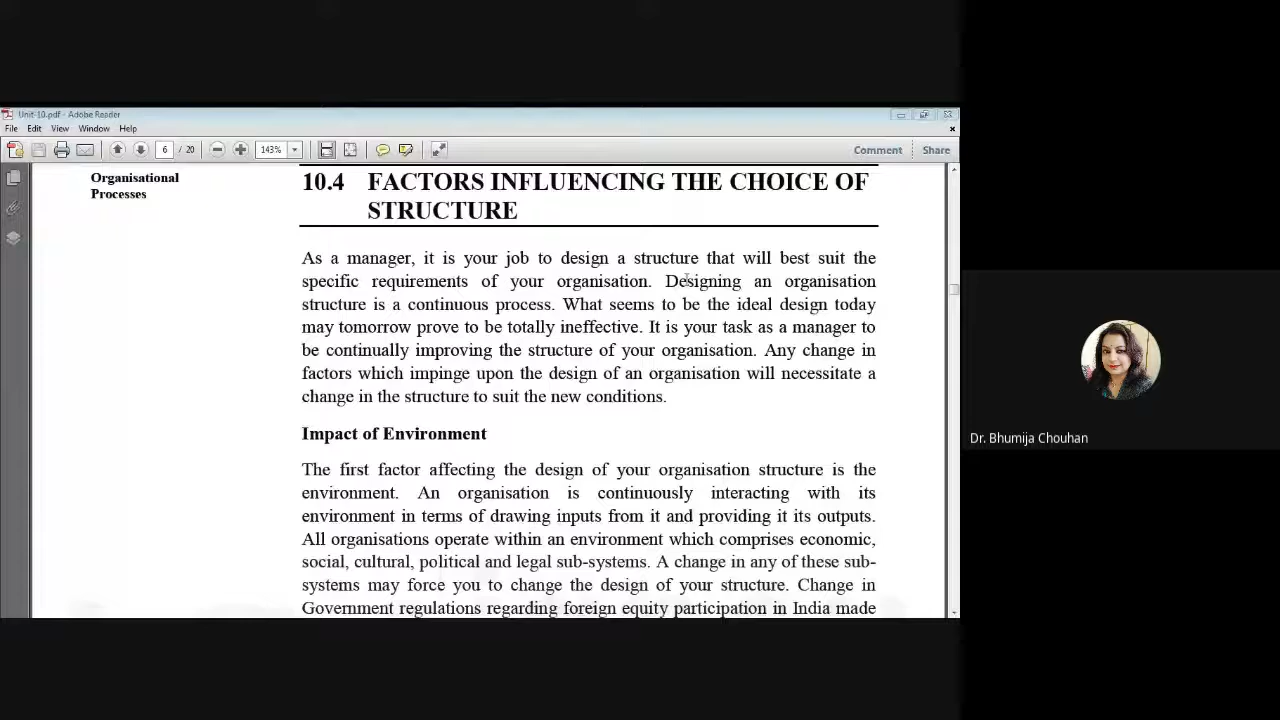 Unit-10.pdf - Adobe Reader
File Edit View Window Help
6 / 20 143% Comment Share
Organisational
Processes
10.4 FACTORS INFLUENCING THE CHOICE OF
STRUCTURE
As a manager, it is your job to design a structure that will best suit the
specific requirements of your organisation. Designing an organisation
structure is a continuous process. What seems to be the ideal design today
may tomorrow prove to be totally ineffective. It is your task as a manager to
be continually improving the structure of your organisation. Any change in
factors which impinge upon the design of an organisation will necessitate a
change in the structure to suit the new conditions.
Impact of Environment
The first factor affecting the design of your organisation structure is the
environment. An organisation is continuously interacting with its
environment in terms of drawing inputs from it and providing it its outputs.
All organisations operate within an environment which comprises economic,
social, cultural, political and legal sub-systems. A change in any of these sub-
systems may force you to change the design of your structure. Change in
Government regulations regarding foreign equity participation in India made
Dr. Bhumija Chouhan